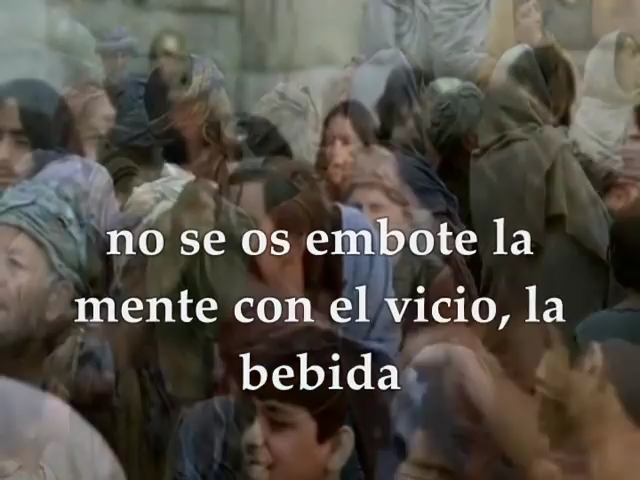 no se os embote la
mente con el vicio, la
bebida